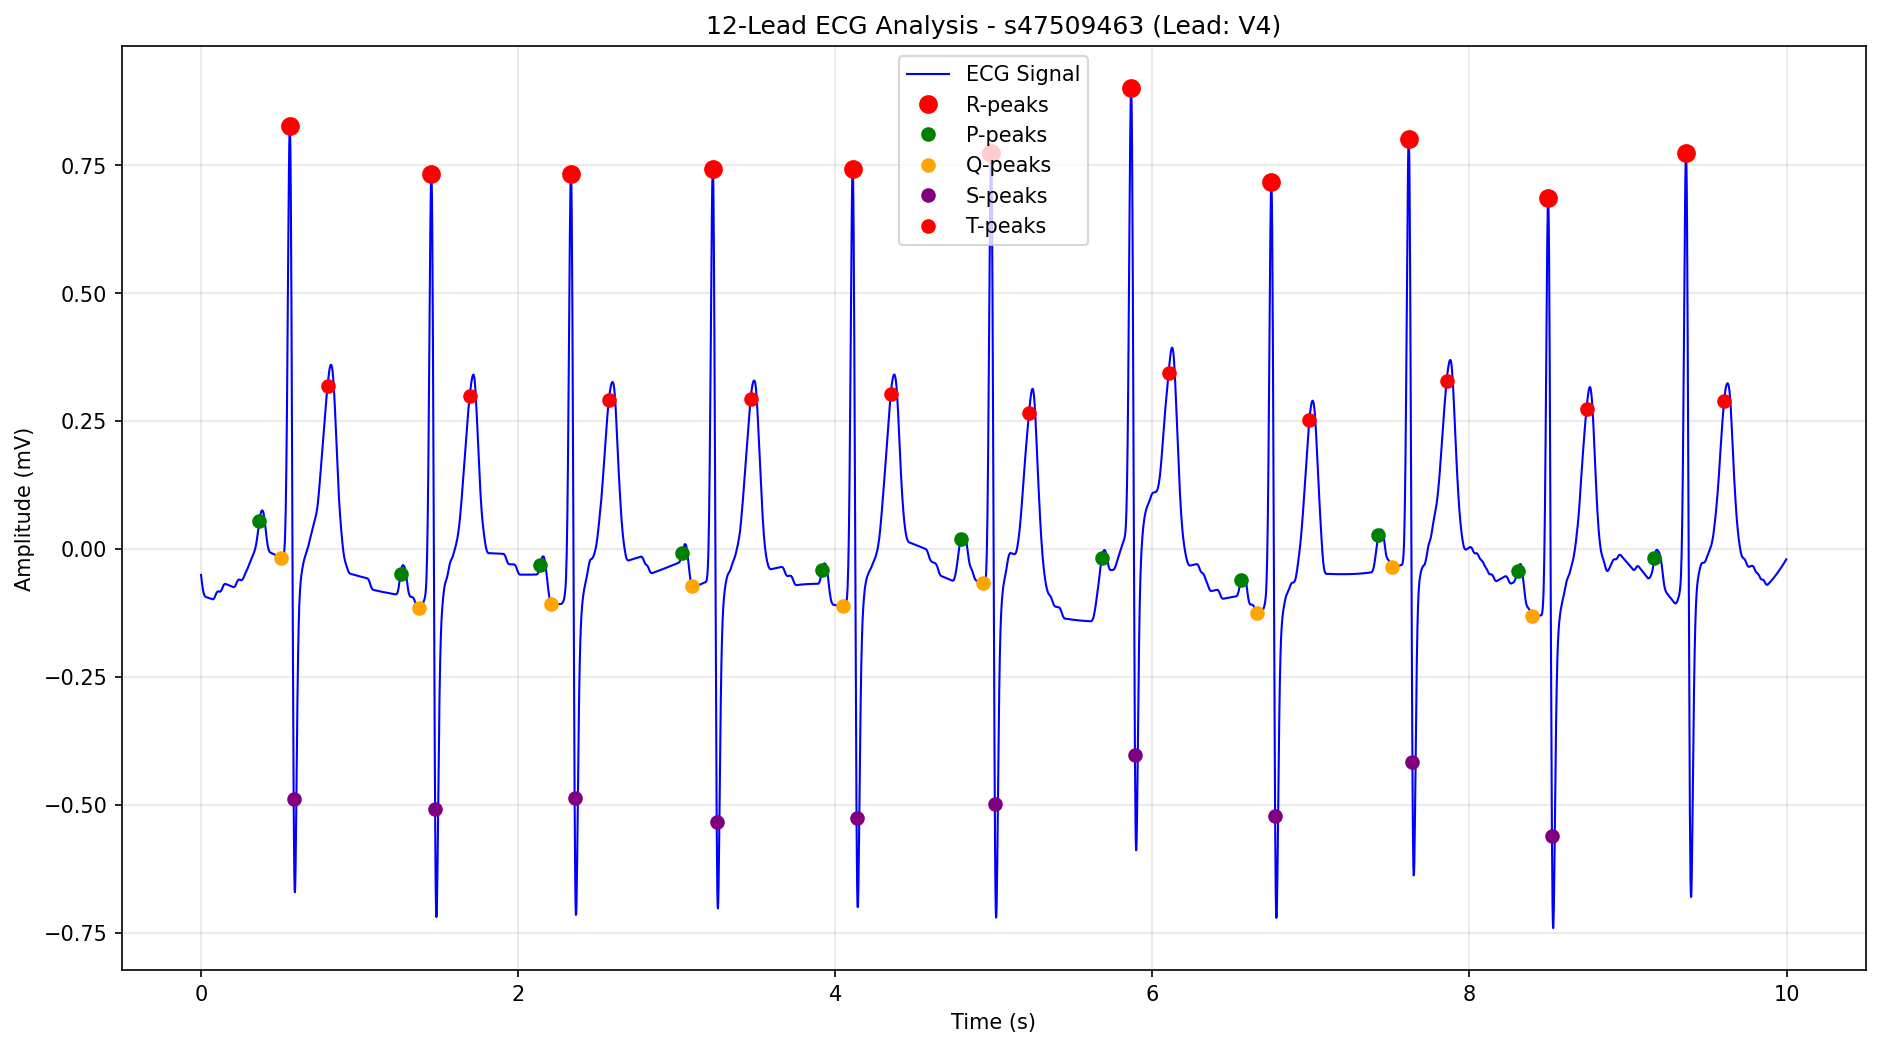 12-Lead ECG Analysis - s47509463 (Lead: V4)
ECG Signal
R-peaks
P-peaks
Q-peaks
S-peaks
T-peaks
Amplitude (mV)
0.75
0.50
0.25
0.00
−0.25
−0.50
−0.75
0 2 4 6 8 10
Time (s)